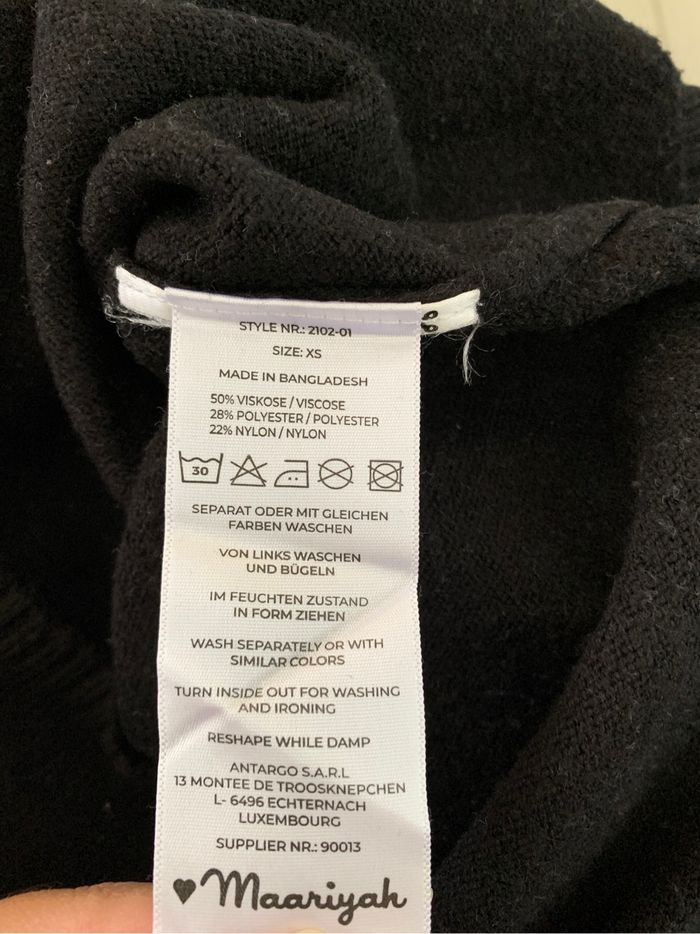 STYLE NR.: 2102-01
SIZE: XS
MADE IN BANGLADESH
50% VISKOSE / VISCOSE
28% POLYESTER / POLYESTER
22% NYLON / NYLON
30
SEPARAT ODER MIT GLEICHEN
FARBEN WASCHEN
VON LINKS WASCHEN
UND BÜGELN
IM FEUCHTEN ZUSTAND
IN FORM ZIEHEN
WASH SEPARATELY OR WITH
SIMILAR COLORS
TURN INSIDE OUT FOR WASHING
AND IRONING
RESHAPE WHILE DAMP
ANTARGO S.A.R.L
13 MONTEE DE TROOSKNEPCHEN
L- 6496 ECHTERNACH
LUXEMBOURG
SUPPLIER NR.: 90013
♥ Maariyah